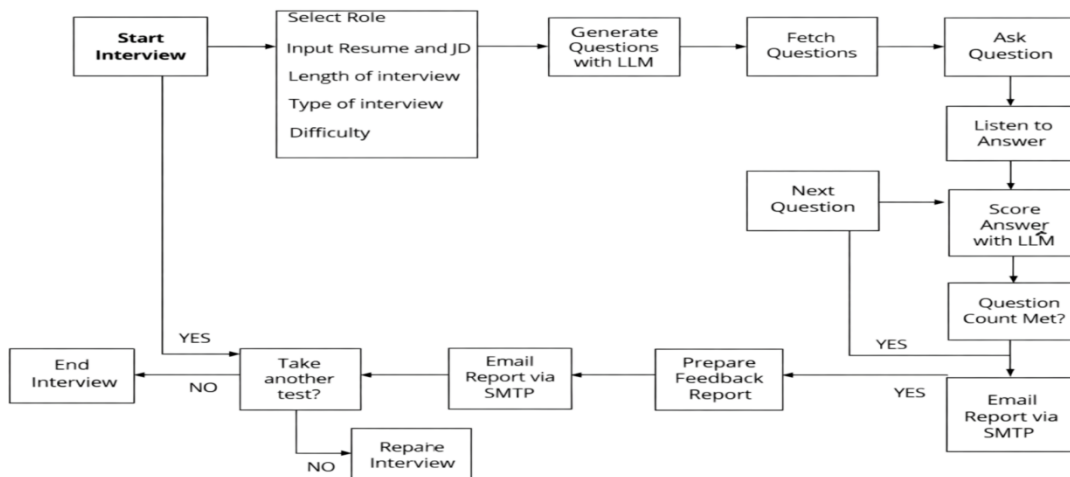 Start
Interview
Select Role
Input Resume and JD
Length of interview
Type of interview
Difficulty
Generate
Questions
with LLM
Fetch
Questions
Ask
Question
Listen to
Answer
Next
Question
Score
Answer
with LLM
Question
Count Met?
YES
YES
End
Interview
NO
Take
another
test?
Email
Report via
SMTP
Prepare
Feedback
Report
YES
Email
Report via
SMTP
NO
Repare
Interview